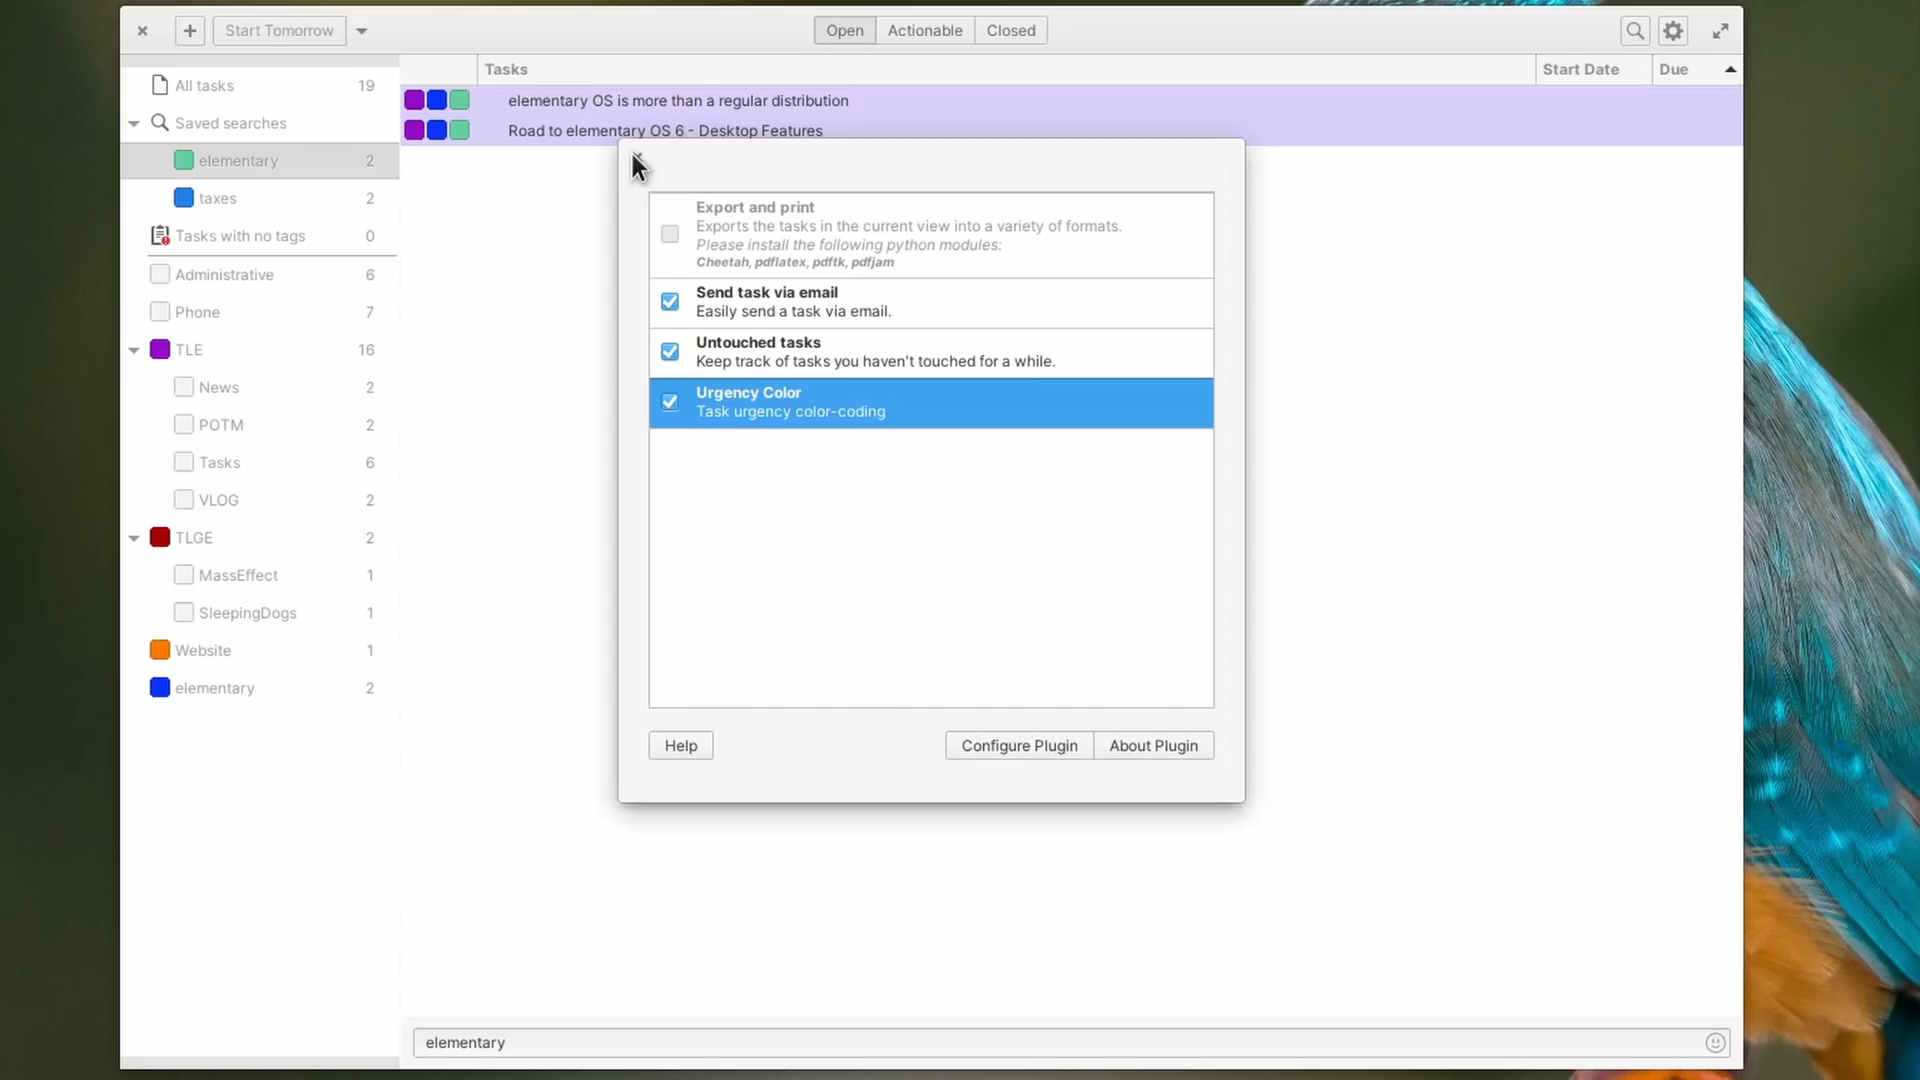 Start Tomorrow
Open
Actionable
Closed
All tasks 19
Saved searches
elementary 2
taxes 2
Tasks with no tags 0
Administrative 6
Phone 7
TLE 16
News 2
POTM 2
Tasks 6
VLOG 2
TLGE 2
MassEffect 1
SleepingDogs 1
Website 1
elementary 2
Tasks
Start Date
Due
elementary OS is more than a regular distribution
Road to elementary OS 6 - Desktop Features
Export and print
Exports the tasks in the current view into a variety of formats.
Please install the following python modules:
Cheetah, pdflatex, pdftk, pdfjam
Send task via email
Easily send a task via email.
Untouched tasks
Keep track of tasks you haven't touched for a while.
Urgency Color
Task urgency color-coding
Help
Configure Plugin
About Plugin
elementary